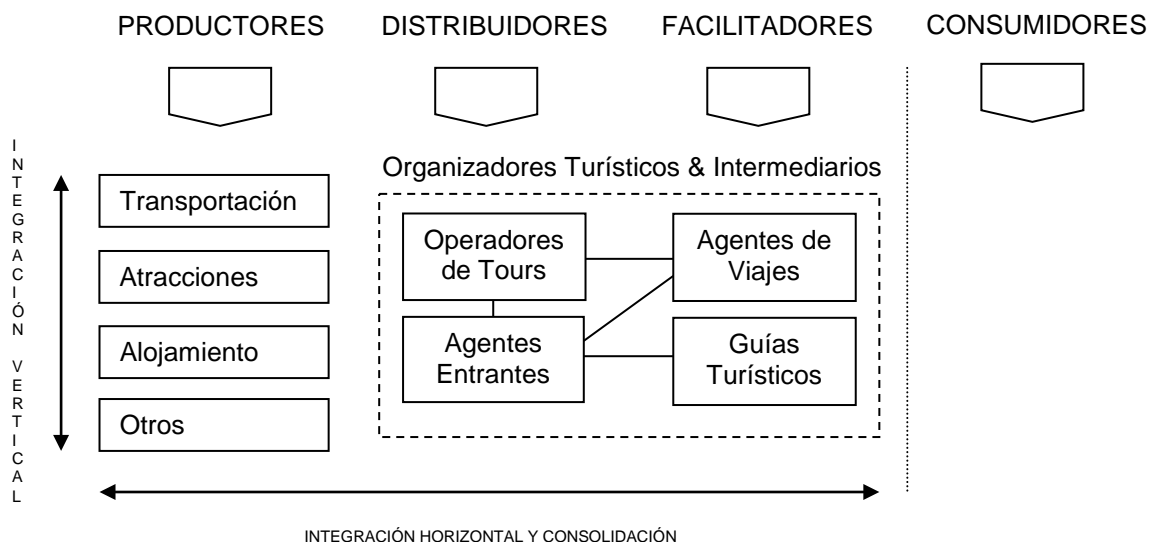 PRODUCTORES DISTRIBUIDORES FACILITADORES CONSUMIDORES
INTEGRACIÓN VERTICAL
Organizadores Turísticos & Intermediarios
Transportación
Atracciones
Alojamiento
Otros
Operadores
de Tours
Agentes de
Viajes
Agentes
Entrantes
Guías
Turísticos
INTEGRACIÓN HORIZONTAL Y CONSOLIDACIÓN